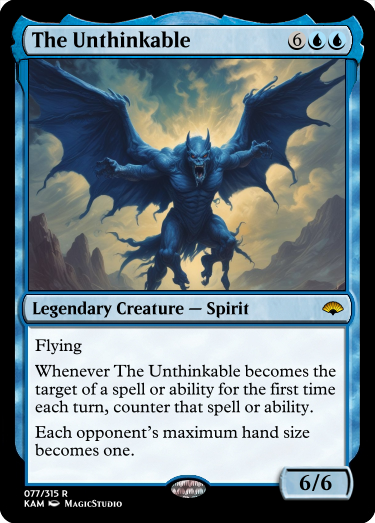 The Unthinkable 6
Legendary Creature — Spirit
Flying
Whenever The Unthinkable becomes the
target of a spell or ability for the first time
each turn, counter that spell or ability.
Each opponent's maximum hand size
becomes one.
6/6
077/315 R
KAM MagicStudio